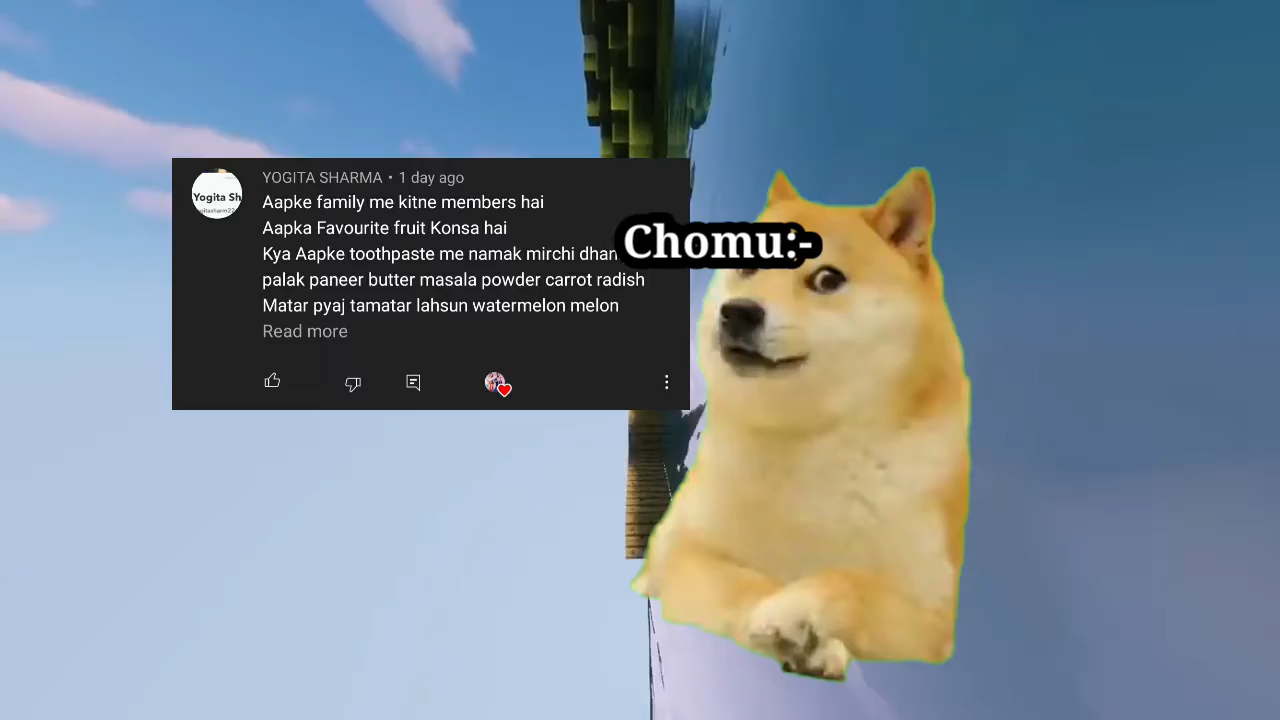 YOGITA SHARMA • 1 day ago
Aapke family me kitne members hai
Aapka Favourite fruit Konsa hai
Kya Aapke toothpaste me namak mirchi
palak paneer butter masala powder carrot radish
Matar pyaj tamatar lahsun watermelon melon
Read more
Chomu:-
Yogita Sh